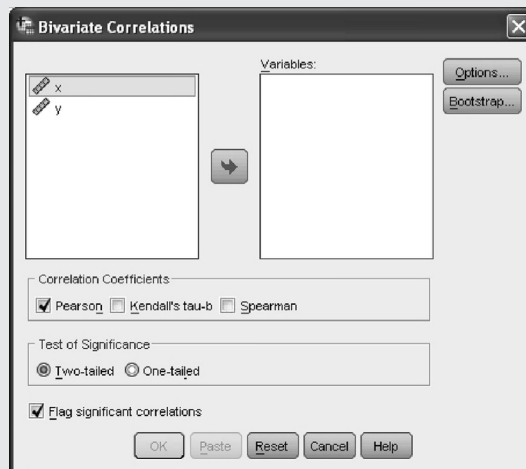 Bivariate Correlations
Variables:
x
y
Options...
Bootstrap...
Correlation Coefficients
Pearson Kendall's tau-b Spearman
Test of Significance
Two-tailed One-tailed
Flag significant correlations
OK Paste Reset Cancel Help